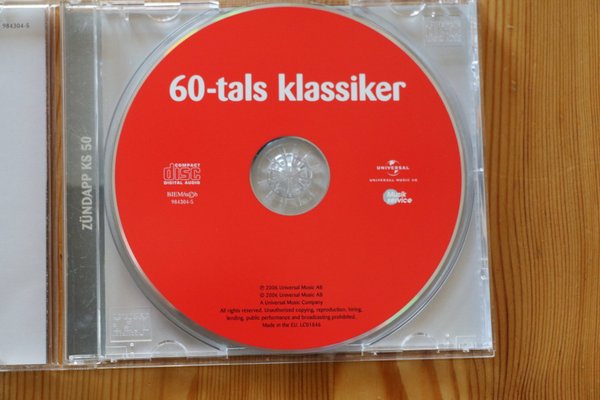 984304-5
ZÜNDAPP KS 50
60-tals klassiker
COMPACT
disc
DIGITAL AUDIO
BIEM/n©b
984304-5
UNIVERSAL
UNIVERSAL MUSIC AB
Musik
service
℗ 2006 Universal Music AB
© 2006 Universal Music AB
A Universal Music Company
All rights reserved. Unauthorized copying, reproduction, hiring,
lending, public performance and broadcasting prohibited.
Made in the EU. LC01846